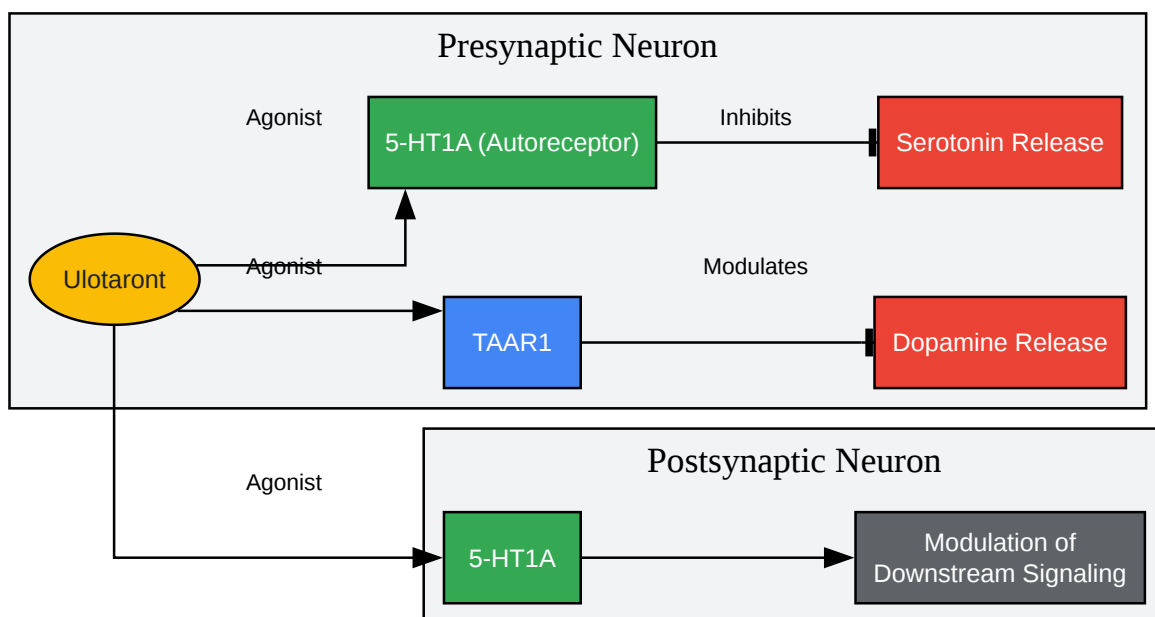 Presynaptic Neuron
Agonist
5-HT1A (Autoreceptor)
Inhibits
Serotonin Release
Ulotaront
Agonist
Modulates
TAAR1
Dopamine Release
Postsynaptic Neuron
Agonist
5-HT1A
Modulation of
Downstream Signaling